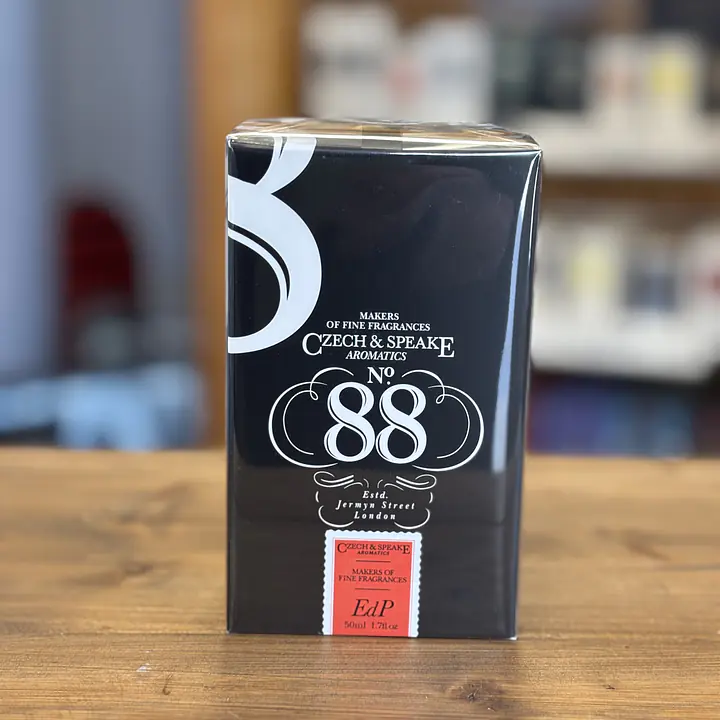 MAKERS
OF FINE FRAGRANCES
CZECH & SPEAKE
AROMATICS
Nº
88
Estd.
Jermyn Street
London
CZECH & SPEAKE
AROMATICS
MAKERS OF
FINE FRAGRANCES
EdP
50ml 1.7fl oz